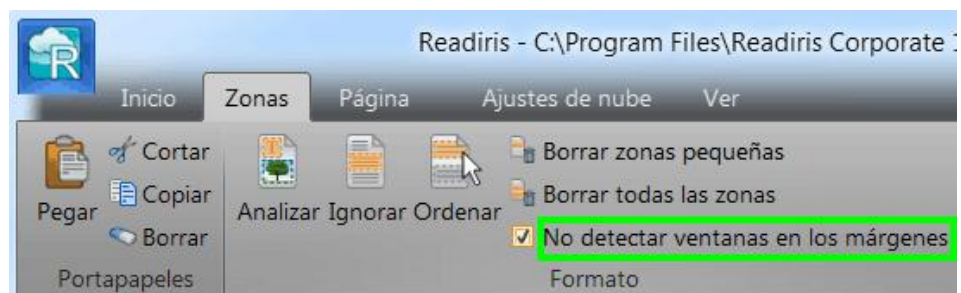 Readiris - C:\Program Files\Readiris Corporate 1
Inicio Zonas Página Ajustes de nube Ver
Pegar
Cortar
Copiar
Borrar
Portapapeles
Analizar Ignorar Ordenar
Borrar zonas pequeñas
Borrar todas las zonas
No detectar ventanas en los márgenes
Formato